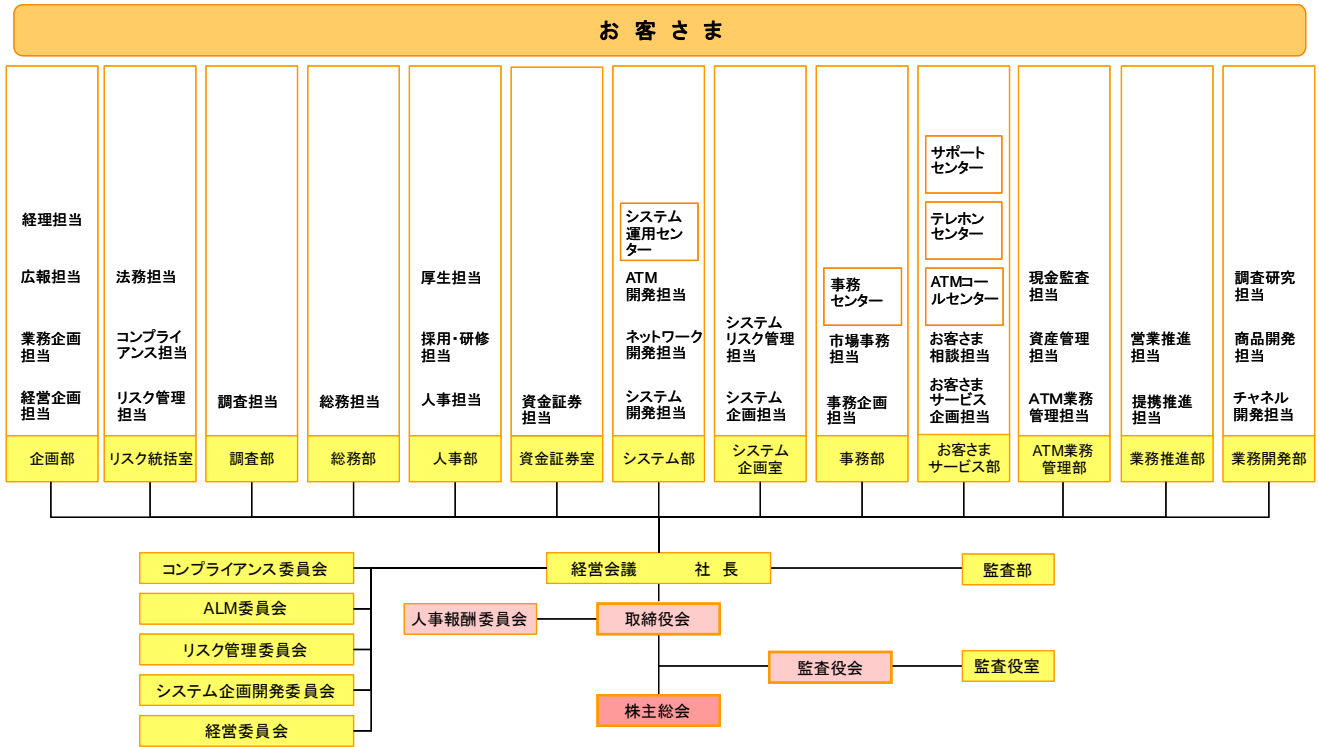 お客さま
経理担当
広報担当
業務企画
担当
経営企画
担当
企画部
法務担当
コンプライ
アンス担当
リスク管理
担当
リスク統括室
調査担当
調査部
総務担当
総務部
厚生担当
採用・研修
担当
人事担当
人事部
資金証券
担当
資金証券室
システム
運用セン
ター
ATM
開発担当
ネットワーク
開発担当
システム
開発担当
システム部
システム
リスク管理
担当
システム
企画担当
システム
企画室
事務
センター
市場事務
担当
事務企画
担当
事務部
サポート
センター
テレホン
センター
ATMコー
ルセンター
お客さま
相談担当
お客さま
サービス
企画担当
お客さま
サービス部
現金監査
担当
資産管理
担当
ATM業務
管理担当
ATM業務
管理部
営業推進
担当
提携推進
担当
業務推進部
調査研究
担当
商品開発
担当
チャネル
開発担当
業務開発部
コンプライアンス委員会
経営会議 社長
監査部
ALM委員会
人事報酬委員会
取締役会
リスク管理委員会
監査役会
監査役室
システム企画開発委員会
株主総会
経営委員会